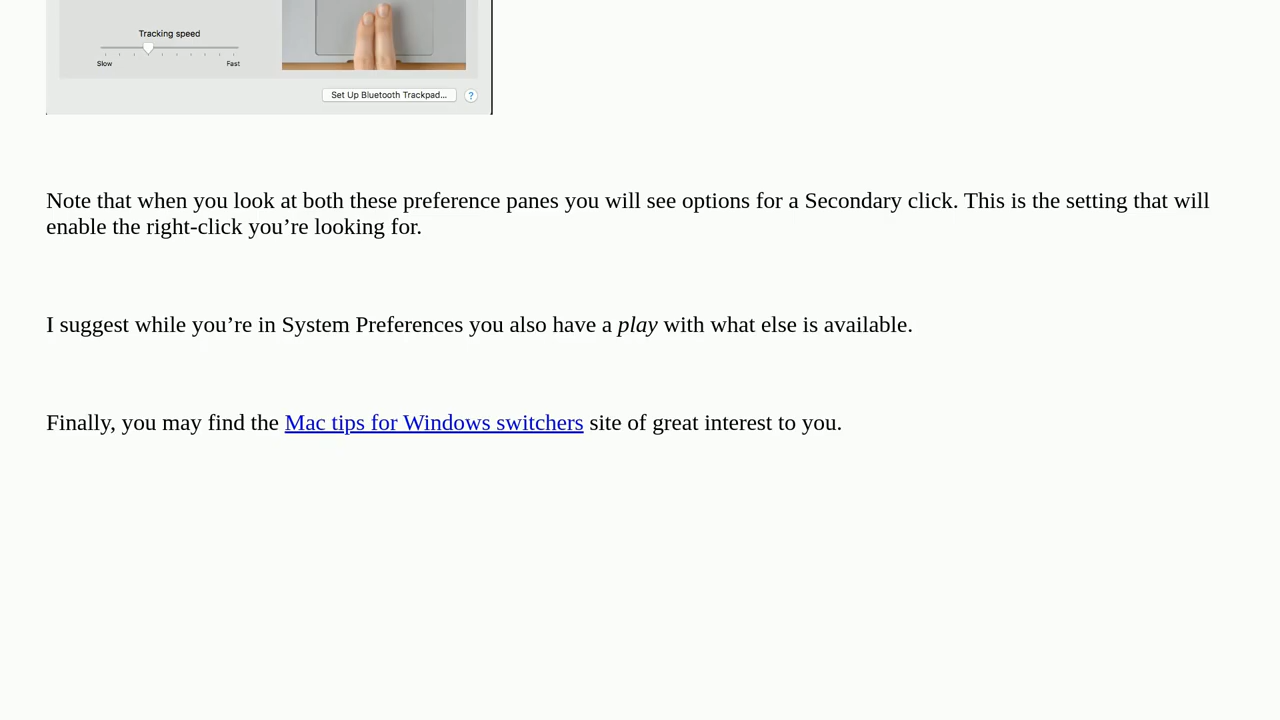 Tracking speed
Slow
Fast
Set Up Bluetooth Trackpad...
?
Note that when you look at both these preference panes you will see options for a Secondary click. This is the setting that will
enable the right-click you’re looking for.
I suggest while you’re in System Preferences you also have a play with what else is available.
Finally, you may find the Mac tips for Windows switchers site of great interest to you.